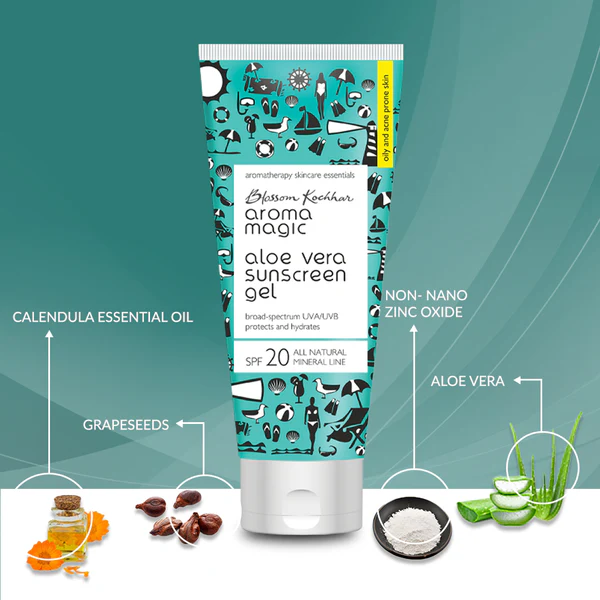 oily and acne prone skin
aromatherapy skincare essentials
Blossom Kochhar
aroma
magic
aloe vera
sunscreen
gel
broad-spectrum UVA/UVB
protects and hydrates
SPF 20 ALL NATURAL
MINERAL LINE
CALENDULA ESSENTIAL OIL
GRAPESEEDS
NON- NANO
ZINC OXIDE
ALOE VERA